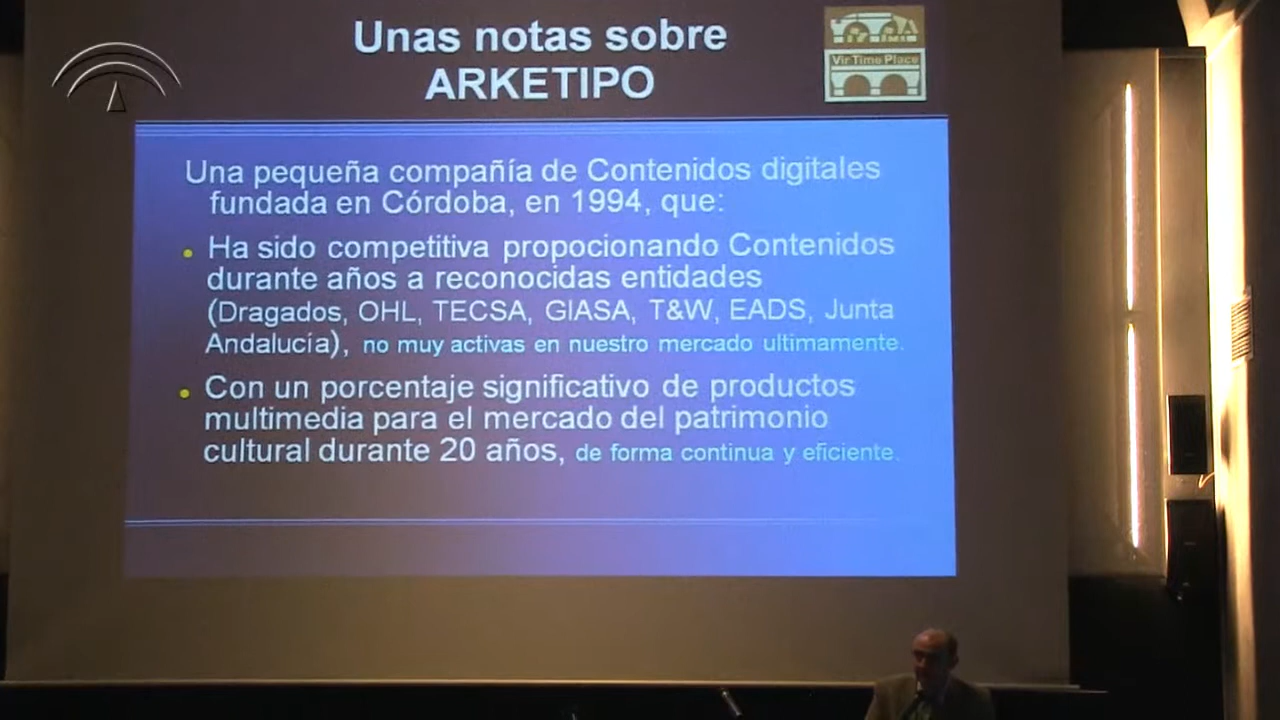 Unas notas sobre
ARKETIPO
Vir Time Place
Una pequeña compañía de Contenidos digitales
fundada en Córdoba, en 1994, que:
Ha sido competitiva propocionando Contenidos
durante años a reconocidas entidades
(Dragados, OHL, TECSA, GIASA, T&W, EADS, Junta
Andalucía), no muy activas en nuestro mercado ultimamente.
Con un porcentaje significativo de productos
multimedia para el mercado del patrimonio
cultural durante 20 años, de forma continua y eficiente.